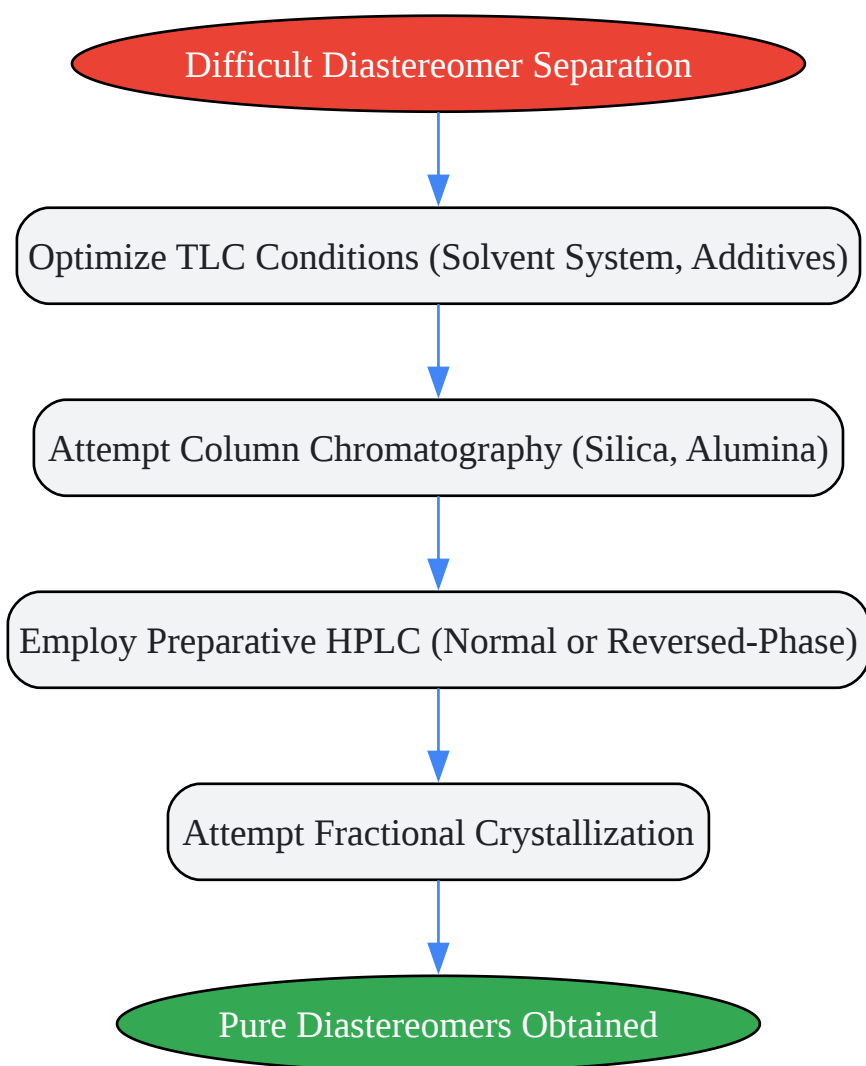 Difficult Diastereomer Separation
Optimize TLC Conditions (Solvent System, Additives)
Attempt Column Chromatography (Silica, Alumina)
Employ Preparative HPLC (Normal or Reversed-Phase)
Attempt Fractional Crystallization
Pure Diastereomers Obtained